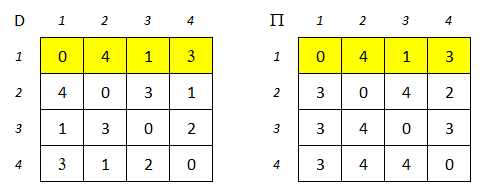 D 1 2 3 4
1 0 4 1 3
2 4 0 3 1
3 1 3 0 2
4 3 1 2 0
Π 1 2 3 4
1 0 4 1 3
2 3 0 4 2
3 3 4 0 3
4 3 4 4 0